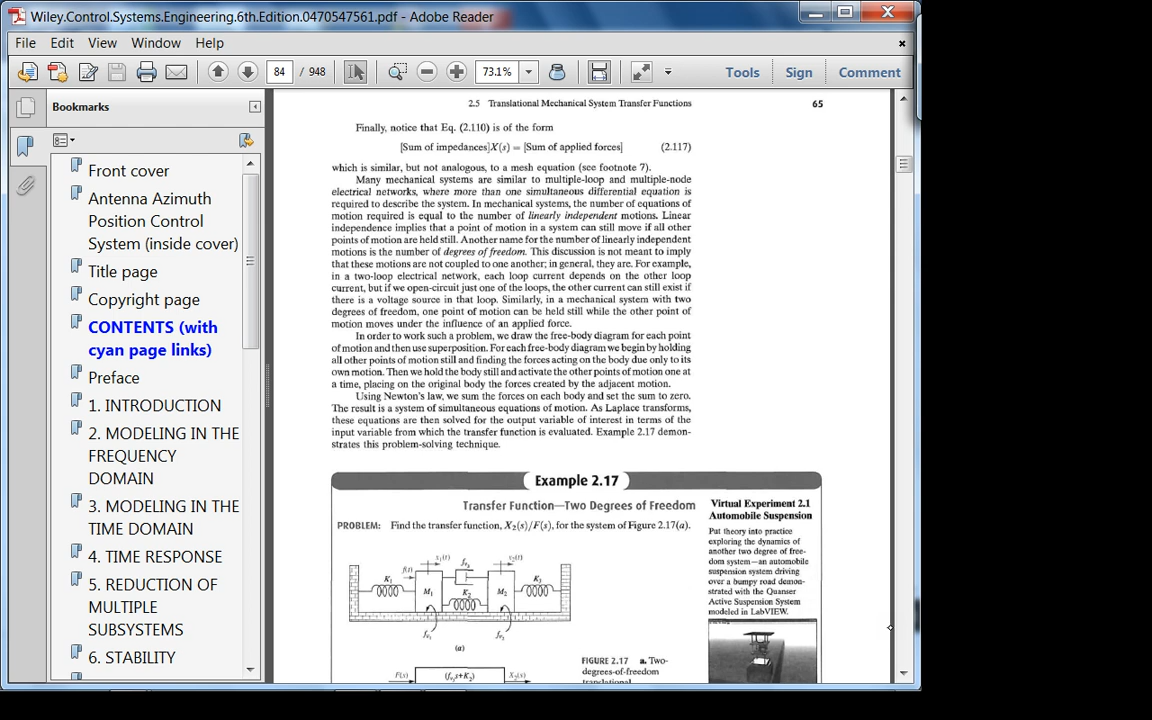 Wiley.Control.Systems.Engineering.6th.Edition.0470547561.pdf - Adobe Reader
File Edit View Window Help
84 / 948 73.1% Tools Sign Comment
Bookmarks
Front cover
Antenna Azimuth
Position Control
System (inside cover)
Title page
Copyright page
CONTENTS (with
cyan page links)
Preface
1. INTRODUCTION
2. MODELING IN THE
FREQUENCY
DOMAIN
3. MODELING IN THE
TIME DOMAIN
4. TIME RESPONSE
5. REDUCTION OF
MULTIPLE
SUBSYSTEMS
6. STABILITY
2.5 Translational Mechanical System Transfer Functions 65
Finally, notice that Eq. (2.110) is of the form
[Sum of impedances]X(s) = [Sum of applied forces] (2.117)
which is similar, but not analogous, to a mesh equation (see footnote 7).
Many mechanical systems are similar to multiple-loop and multiple-node
electrical networks, where more than one simultaneous differential equation is
required to describe the system. In mechanical systems, the number of equations of
motion required is equal to the number of linearly independent motions. Linear
independence implies that a point of motion in a system can still move if all other
points of motion are held still. Another name for the number of linearly independent
motions is the number of degrees of freedom. This discussion is not meant to imply
that these motions are not coupled to one another; in general, they are. For example,
in a two-loop electrical network, each loop current depends on the other loop
current, but if we open-circuit just one of the loops, the other current can still exist if
there is a voltage source in that loop. Similarly, in a mechanical system with two
degrees of freedom, one point of motion can be held still while the other point of
motion moves under the influence of an applied force.
In order to work such a problem, we draw the free-body diagram for each point
of motion and then use superposition. For each free-body diagram we begin by holding
all other points of motion still and finding the forces acting on the body due only to its
own motion. Then we hold the body still and activate the other points of motion one at
a time, placing on the original body the forces created by the adjacent motion.
Using Newton's law, we sum the forces on each body and set the sum to zero.
The result is a system of simultaneous equations of motion. As Laplace transforms,
these equations are then solved for the output variable of interest in terms of the
input variable from which the transfer function is evaluated. Example 2.17 demon-
strates this problem-solving technique.
Example 2.17
Transfer Function—Two Degrees of Freedom
PROBLEM: Find the transfer function, X₂(s)/F(s), for the system of Figure 2.17(a).
x₁(t) fᵥ₃ x₂(t)
f(t)
K₁ M₁ K₂ M₂ K₃
fᵥ₁ fᵥ₂
(a)
F(s) (fᵥ₃s+K₂) X₂(s)
FIGURE 2.17 a. Two-
degrees-of-freedom
translational
Virtual Experiment 2.1
Automobile Suspension
Put theory into practice
exploring the dynamics of
another two degree of free-
dom system—an automobile
suspension system driving
over a bumpy road demon-
strated with the Quanser
Active Suspension System
modeled in LabVIEW.